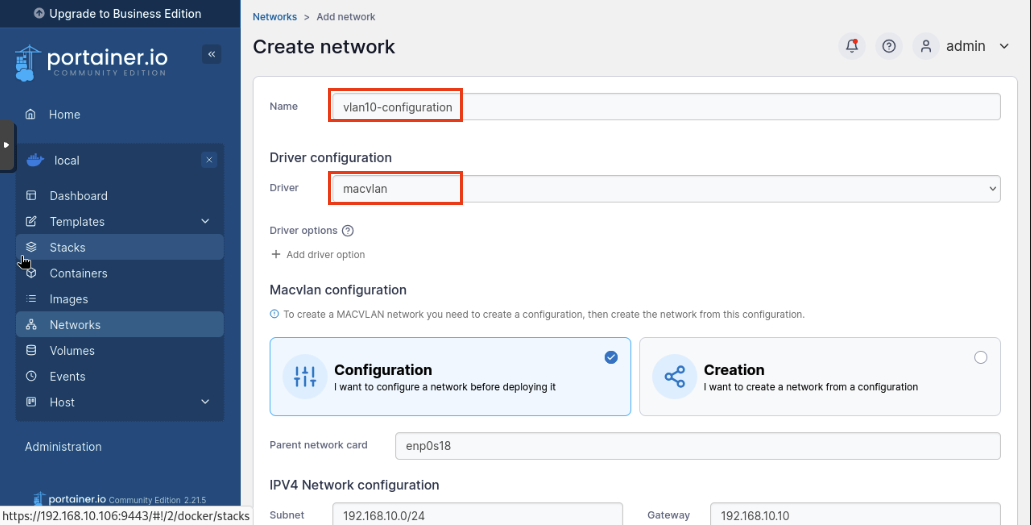 Upgrade to Business Edition
portainer.io
COMMUNITY EDITION
Home
local
Dashboard
Templates
Stacks
Containers
Images
Networks
Volumes
Events
Host
Administration
portainer.io Community Edition 2.21.5
https://192.168.10.106:9443/#!/2/docker/stacks
Networks > Add network
Create network
admin
Name vlan10-configuration
Driver configuration
Driver macvlan
Driver options
Add driver option
Macvlan configuration
To create a MACVLAN network you need to create a configuration, then create the network from this configuration.
Configuration
I want to configure a network before deploying it
Creation
I want to create a network from a configuration
Parent network card enp0s18
IPV4 Network configuration
Subnet 192.168.10.0/24 Gateway 192.168.10.10